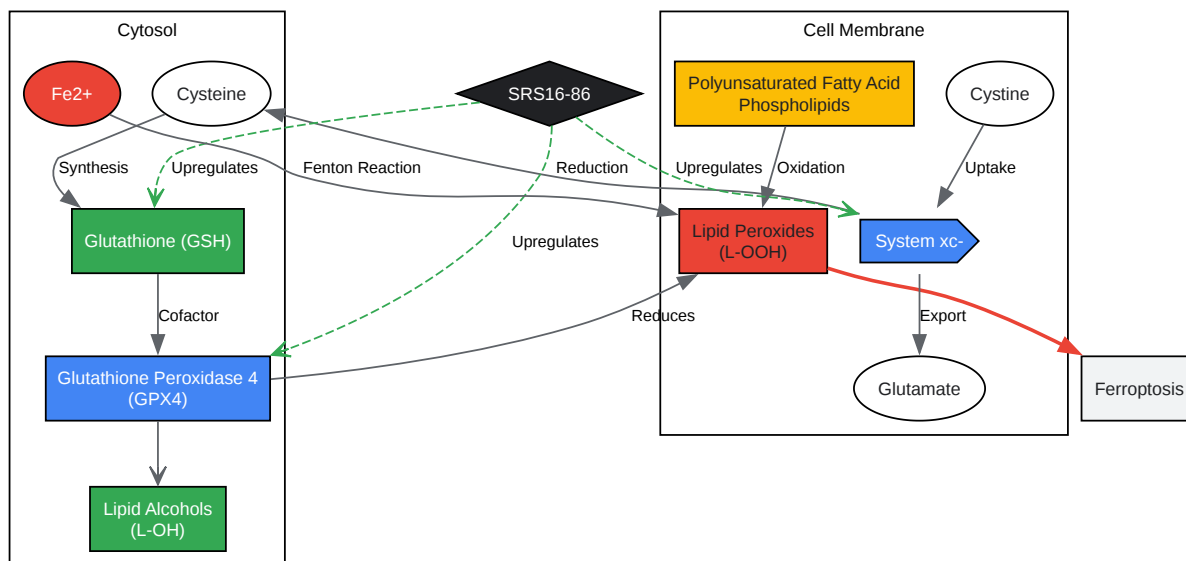 Cytosol
Cell Membrane
Fe2+
Cysteine
SRS16-86
Polyunsaturated Fatty Acid
Phospholipids
Cystine
Synthesis
Upregulates
Fenton Reaction
Reduction
Upregulates
Oxidation
Uptake
Glutathione (GSH)
Upregulates
Lipid Peroxides
(L-OOH)
System xc-
Cofactor
Reduces
Export
Glutathione Peroxidase 4
(GPX4)
Glutamate
Ferroptosis
Lipid Alcohols
(L-OH)